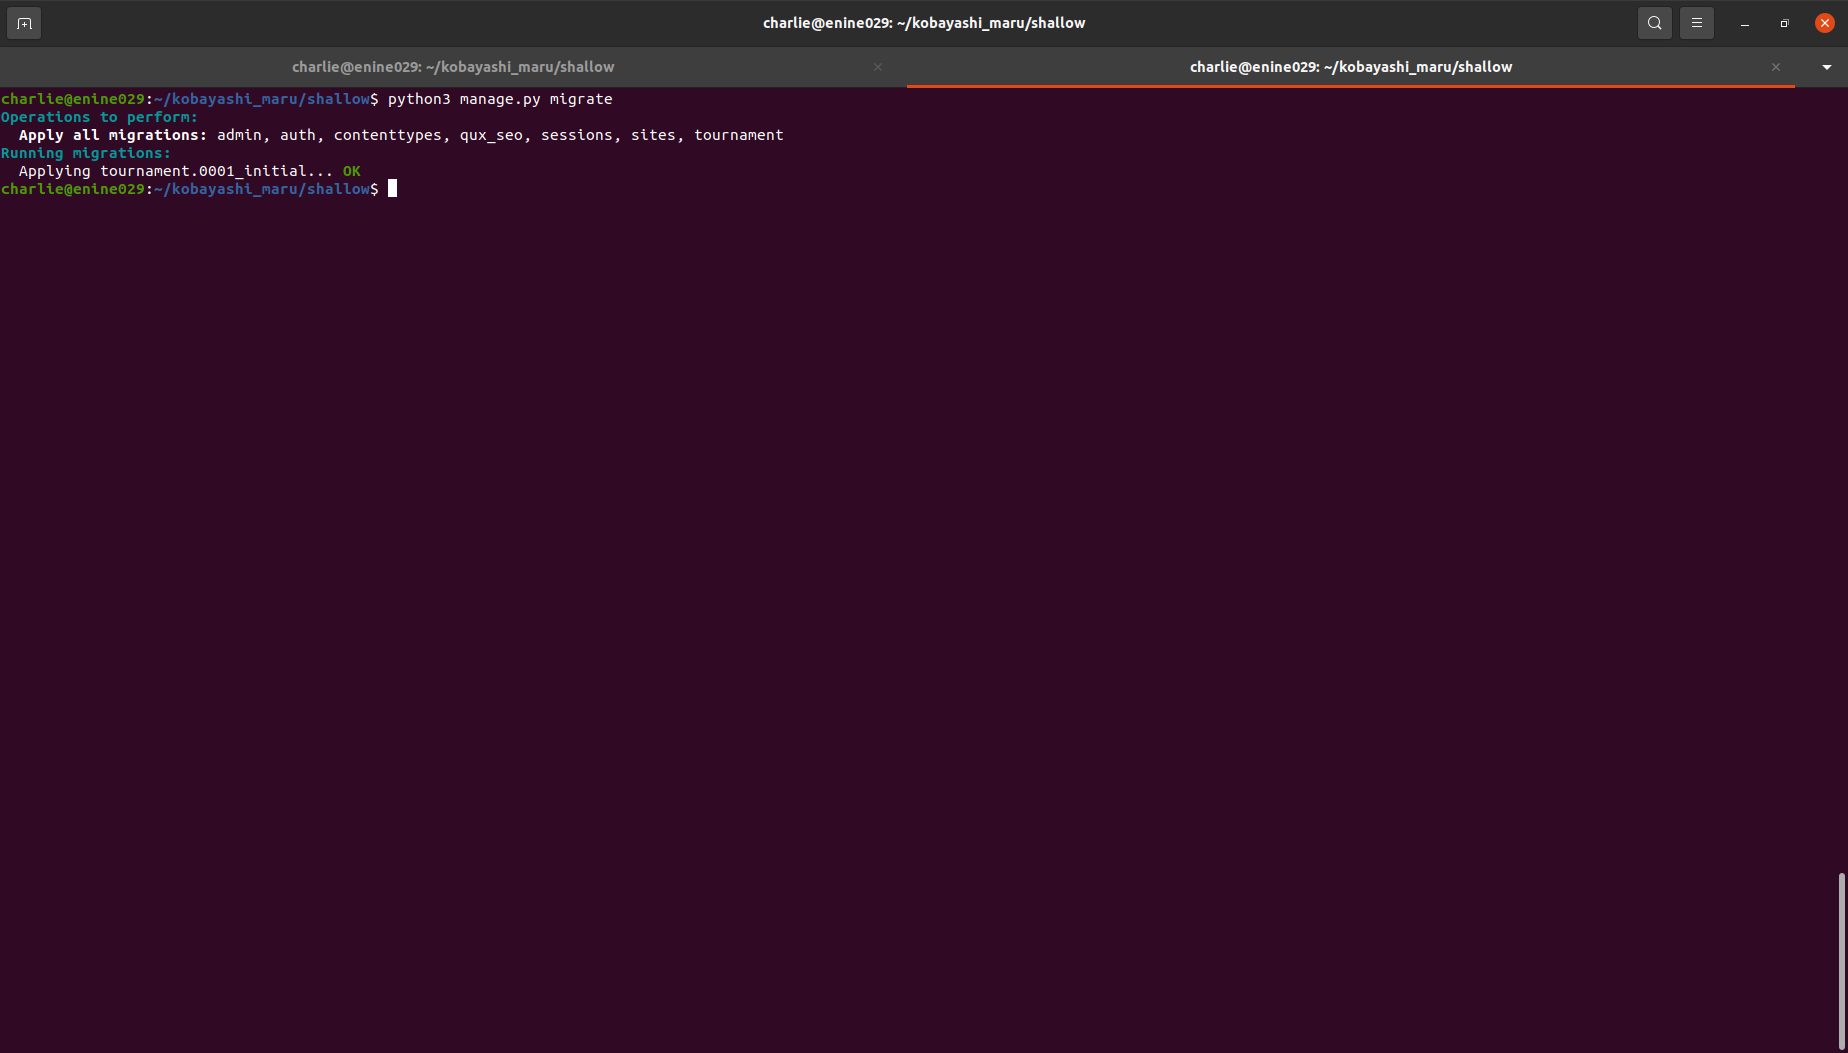 charlie@enine029: ~/kobayashi_maru/shallow
charlie@enine029: ~/kobayashi_maru/shallow
charlie@enine029: ~/kobayashi_maru/shallow
charlie@enine029:~/kobayashi_maru/shallow$ python3 manage.py migrate
Operations to perform:
  Apply all migrations: admin, auth, contenttypes, qux_seo, sessions, sites, tournament
Running migrations:
  Applying tournament.0001_initial... OK
charlie@enine029:~/kobayashi_maru/shallow$